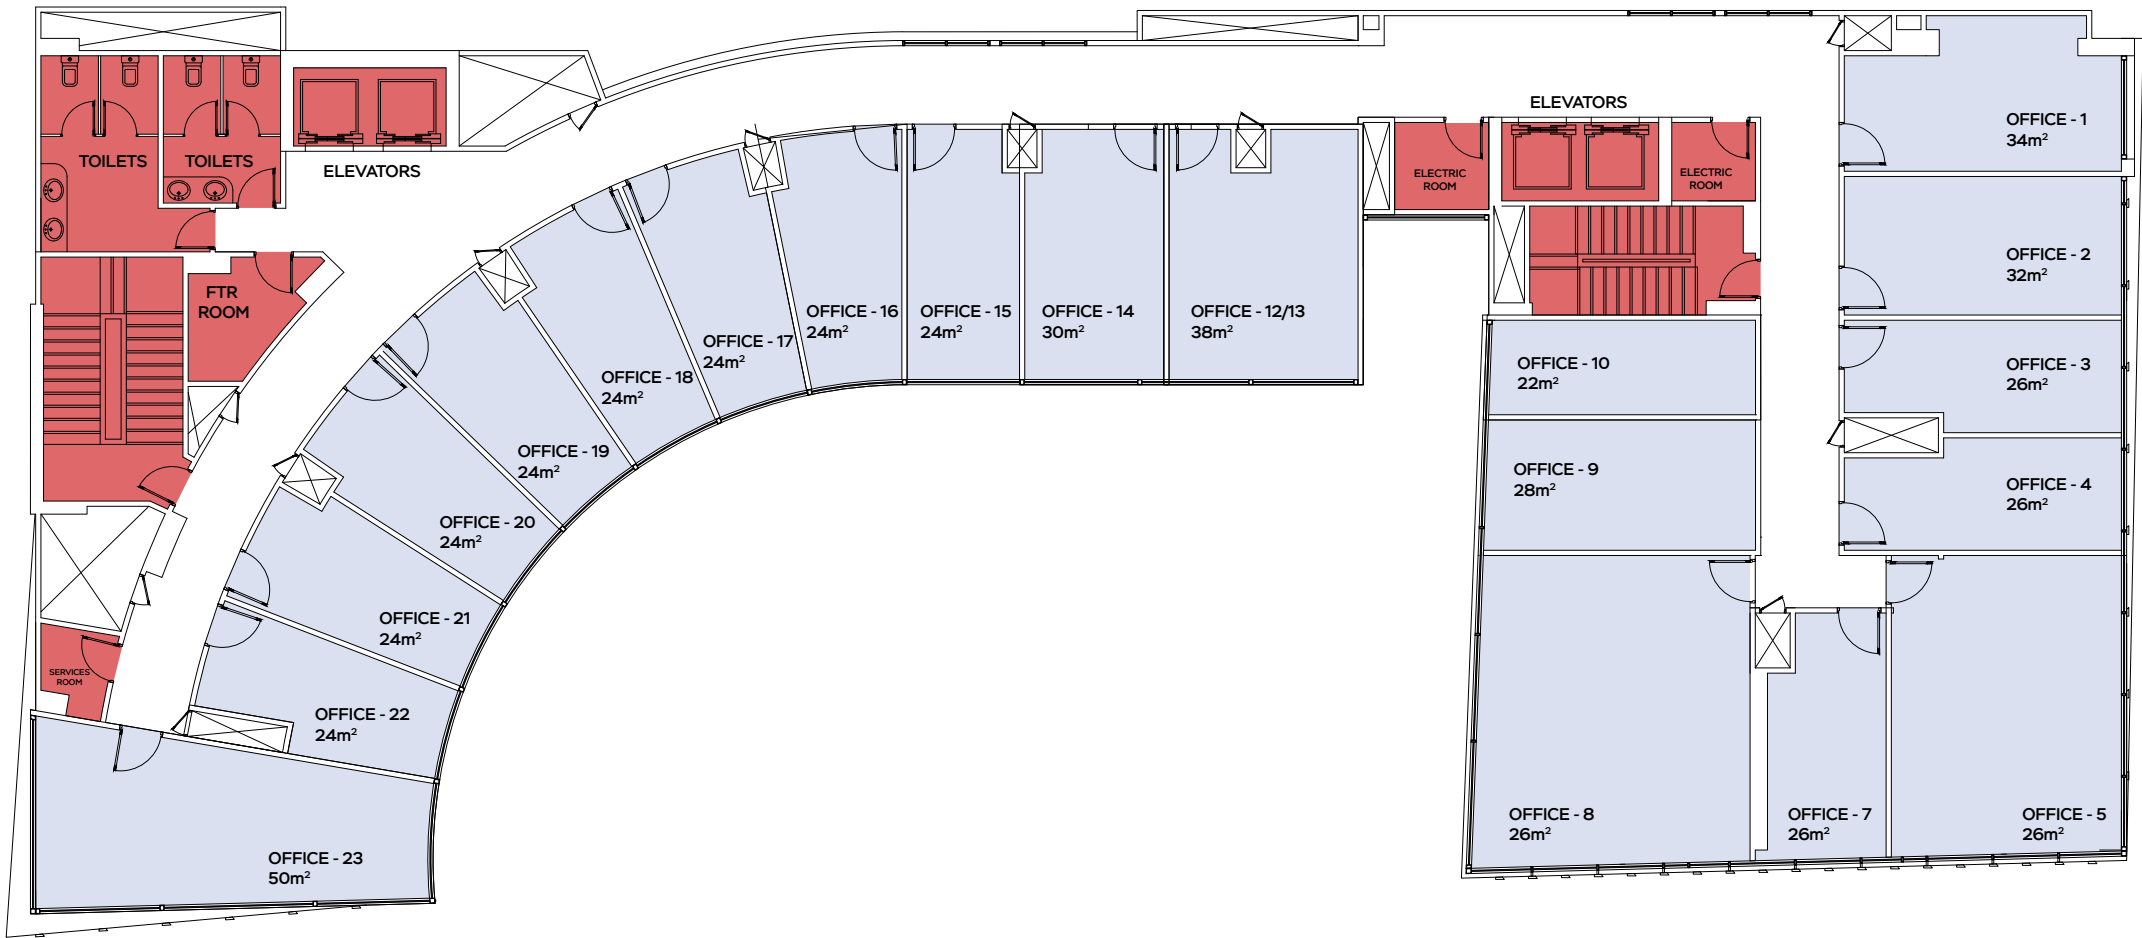 ELEVATORS
OFFICE - 1
34m²
TOILETS
TOILETS
ELEVATORS
ELECTRIC
ROOM
ELECTRIC
ROOM
OFFICE - 2
32m²
FTR
ROOM
OFFICE - 16
24m²
OFFICE - 15
24m²
OFFICE - 14
30m²
OFFICE - 12/13
38m²
OFFICE - 17
24m²
OFFICE - 18
24m²
OFFICE - 10
22m²
OFFICE - 3
26m²
OFFICE - 19
24m²
OFFICE - 9
28m²
OFFICE - 4
26m²
OFFICE - 20
24m²
OFFICE - 21
24m²
SERVICES
ROOM
OFFICE - 22
24m²
OFFICE - 8
26m²
OFFICE - 7
26m²
OFFICE - 5
26m²
OFFICE - 23
50m²